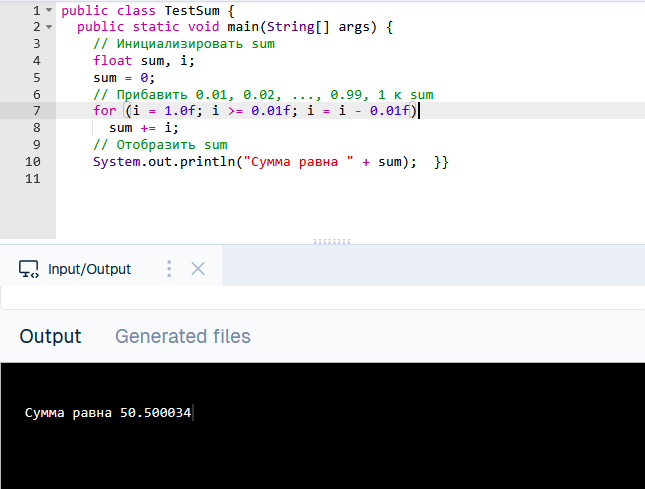 1 public class TestSum {
2 public static void main(String[] args) {
3 // Инициализировать sum
4 float sum, i;
5 sum = 0;
6 // Прибавить 0.01, 0.02, ..., 0.99, 1 к sum
7 for (i = 1.0f; i >= 0.01f; i = i - 0.01f)
8 sum += i;
9 // Отобразить sum
10 System.out.println("Сумма равна " + sum);  }}
11
Input/Output
Output Generated files
Сумма равна 50.500034